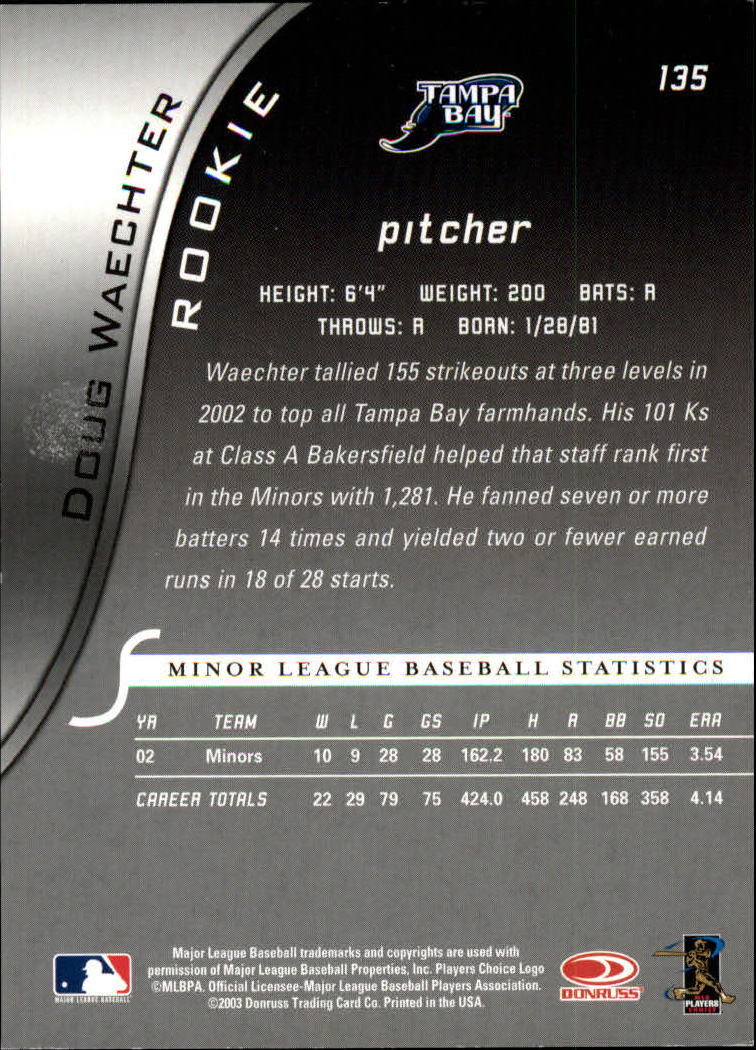 135
TAMPA
BAY
DOUG WAECHTER
ROOKIE
pitcher
HEIGHT: 6'4" WEIGHT: 200 BATS: R
THROWS: R BORN: 1/28/81
Waechter tallied 155 strikeouts at three levels in
2002 to top all Tampa Bay farmhands. His 101 Ks
at Class A Bakersfield helped that staff rank first
in the Minors with 1,281. He fanned seven or more
batters 14 times and yielded two or fewer earned
runs in 18 of 28 starts.
MINOR LEAGUE BASEBALL STATISTICS
YR TEAM W L G GS IP H R BB SO ERA
02 Minors 10 9 28 28 162.2 180 83 58 155 3.54
CAREER TOTALS 22 29 79 75 424.0 458 248 168 358 4.14
Major League Baseball trademarks and copyrights are used with
permission of Major League Baseball Properties, Inc. Players Choice Logo
©MLBPA. Official Licensee-Major League Baseball Players Association.
©2003 Donruss Trading Card Co. Printed in the USA.
MAJOR LEAGUE BASEBALL
DONRUSS
MLB
PLAYERS
CHOICE